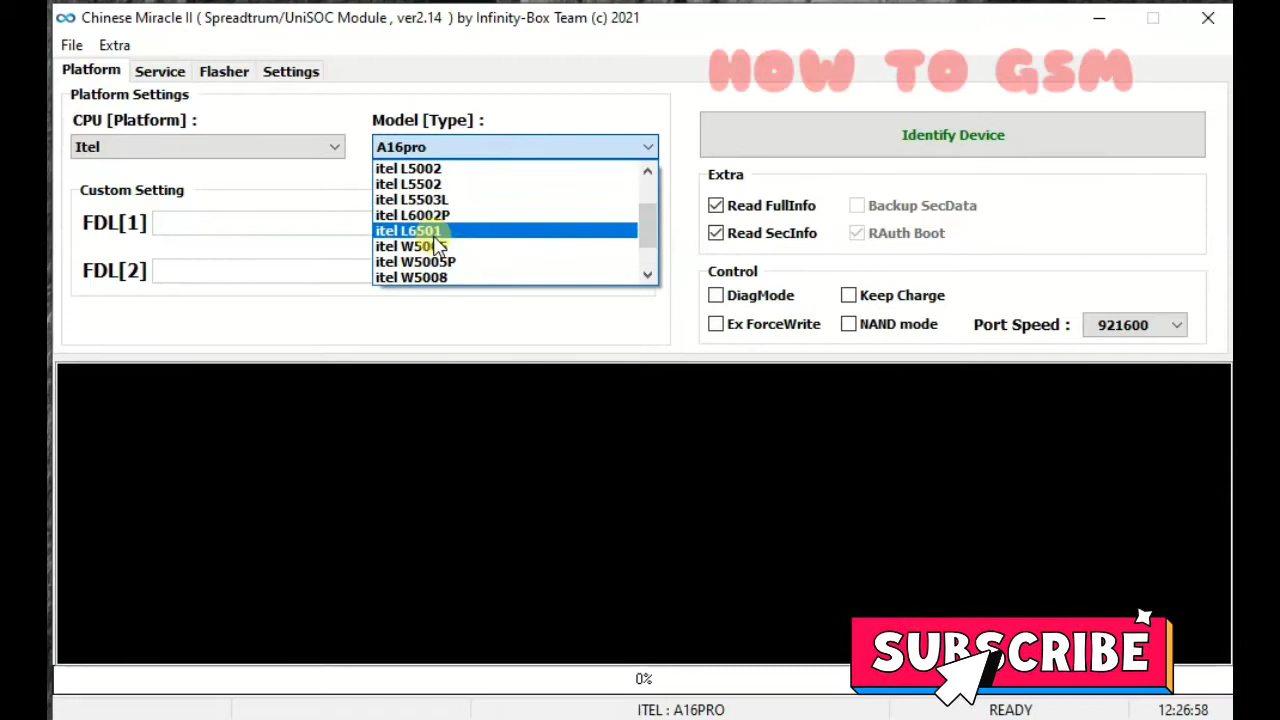 Chinese Miracle II ( Spreadtrum/UniSOC Module , ver2.14 ) by Infinity-Box Team (c) 2021
File Extra
HOW TO GSM
Platform Service Flasher Settings
Platform Settings
CPU [Platform] : Model [Type] :
Itel A16pro
Identify Device
itel L5002
itel L5502
itel L5503L
itel L6002P
itel L6501
itel W5005
itel W5005P
itel W5008
Custom Setting
FDL[1]
FDL[2]
Extra
Read FullInfo Backup SecData
Read SecInfo RAuth Boot
Control
DiagMode Keep Charge
Ex ForceWrite NAND mode Port Speed : 921600
SUBSCRIBE
0%
ITEL : A16PRO READY 12:26:58